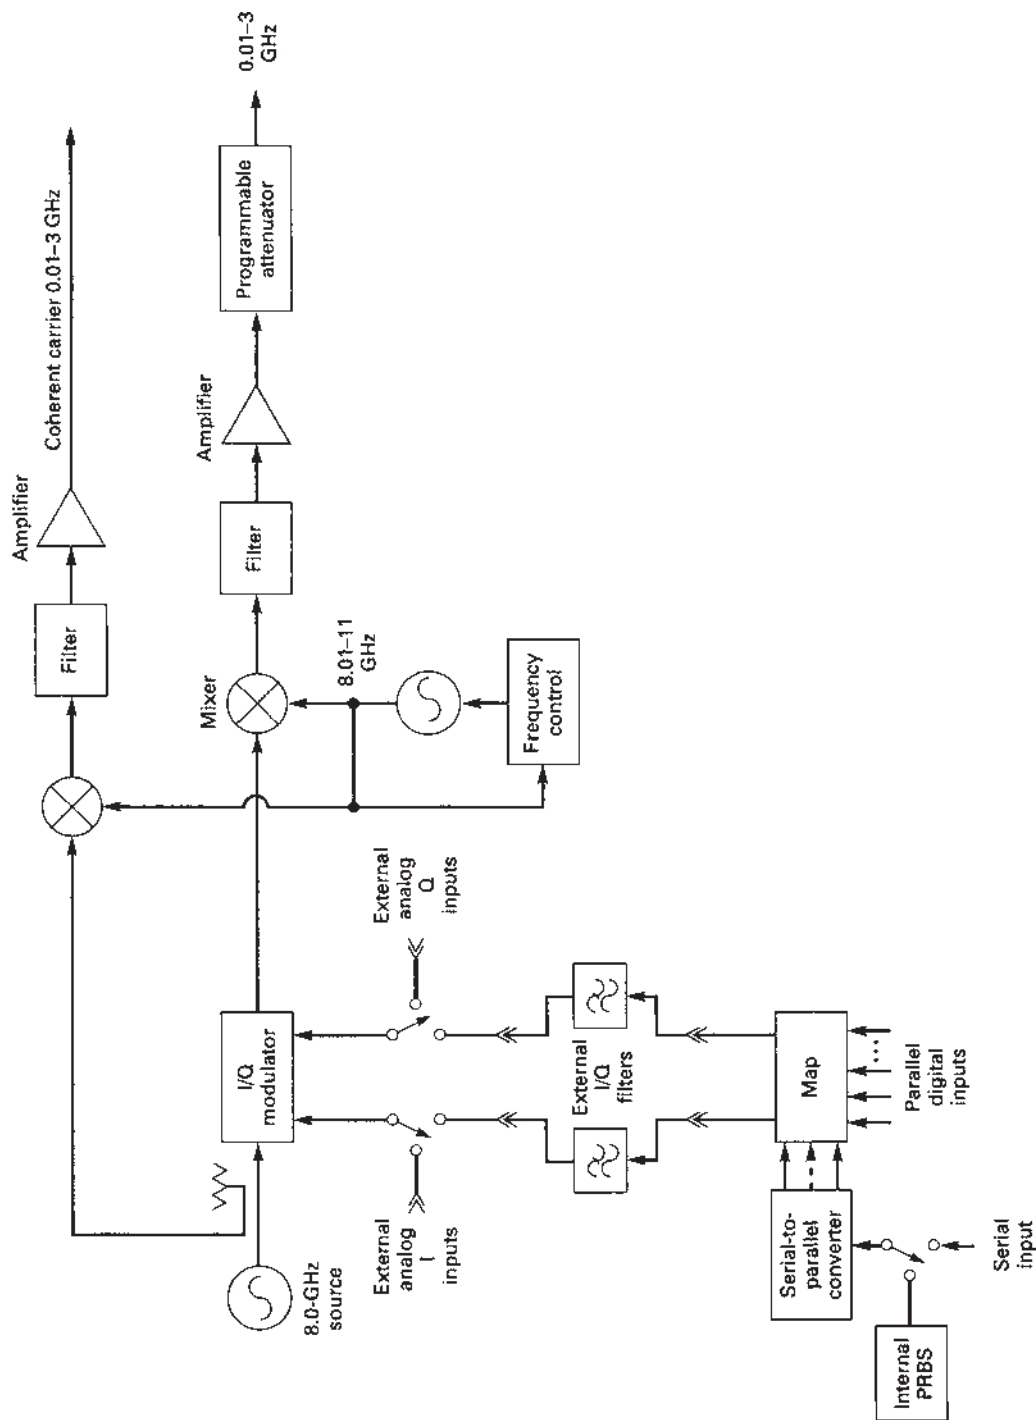 Amplifier
Coherent carrier 0.01–3 GHz
Filter
0.01–3
GHz
Programmable
attenuator
Amplifier
Filter
Mixer
8.01–11
GHz
Frequency
control
I/Q
modulator
8.0-GHz
source
External
analog
Q
inputs
External
analog
I
inputs
External
I/Q
filters
Map
Parallel
digital
inputs
...
Serial-to-
parallel
converter
Serial
input
Internal
PRBS